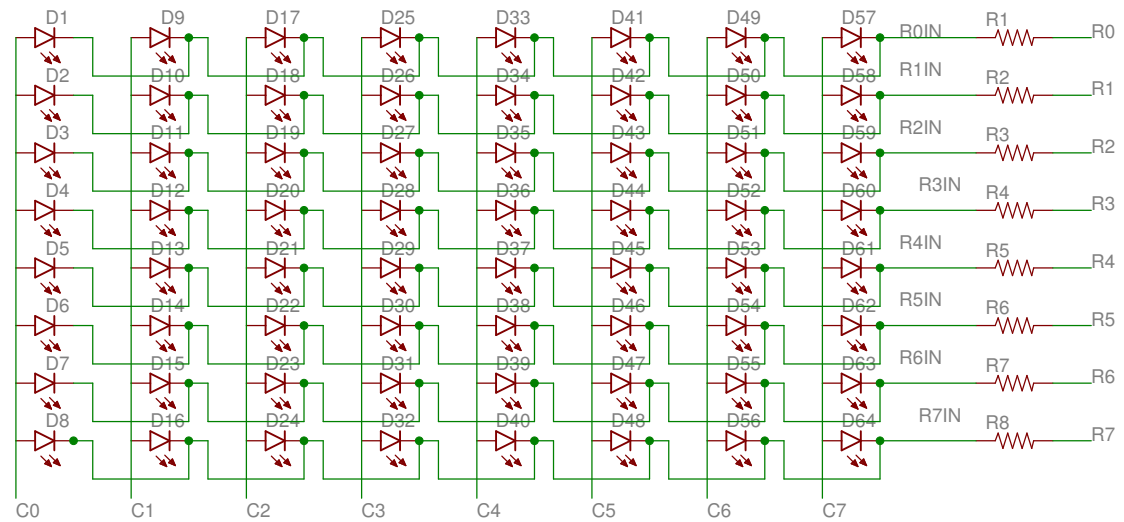 D1 D9 D17 D25 D33 D41 D49 D57 R0IN R1 R0
D2 D10 D18 D26 D34 D42 D50 D58 R1IN R2 R1
D3 D11 D19 D27 D35 D43 D51 D59 R2IN R3 R2
D4 D12 D20 D28 D36 D44 D52 D60 R3IN R4 R3
D5 D13 D21 D29 D37 D45 D53 D61 R4IN R5 R4
D6 D14 D22 D30 D38 D46 D54 D62 R5IN R6 R5
D7 D15 D23 D31 D39 D47 D55 D63 R6IN R7 R6
D8 D16 D24 D32 D40 D48 D56 D64 R7IN R8 R7
C0 C1 C2 C3 C4 C5 C6 C7